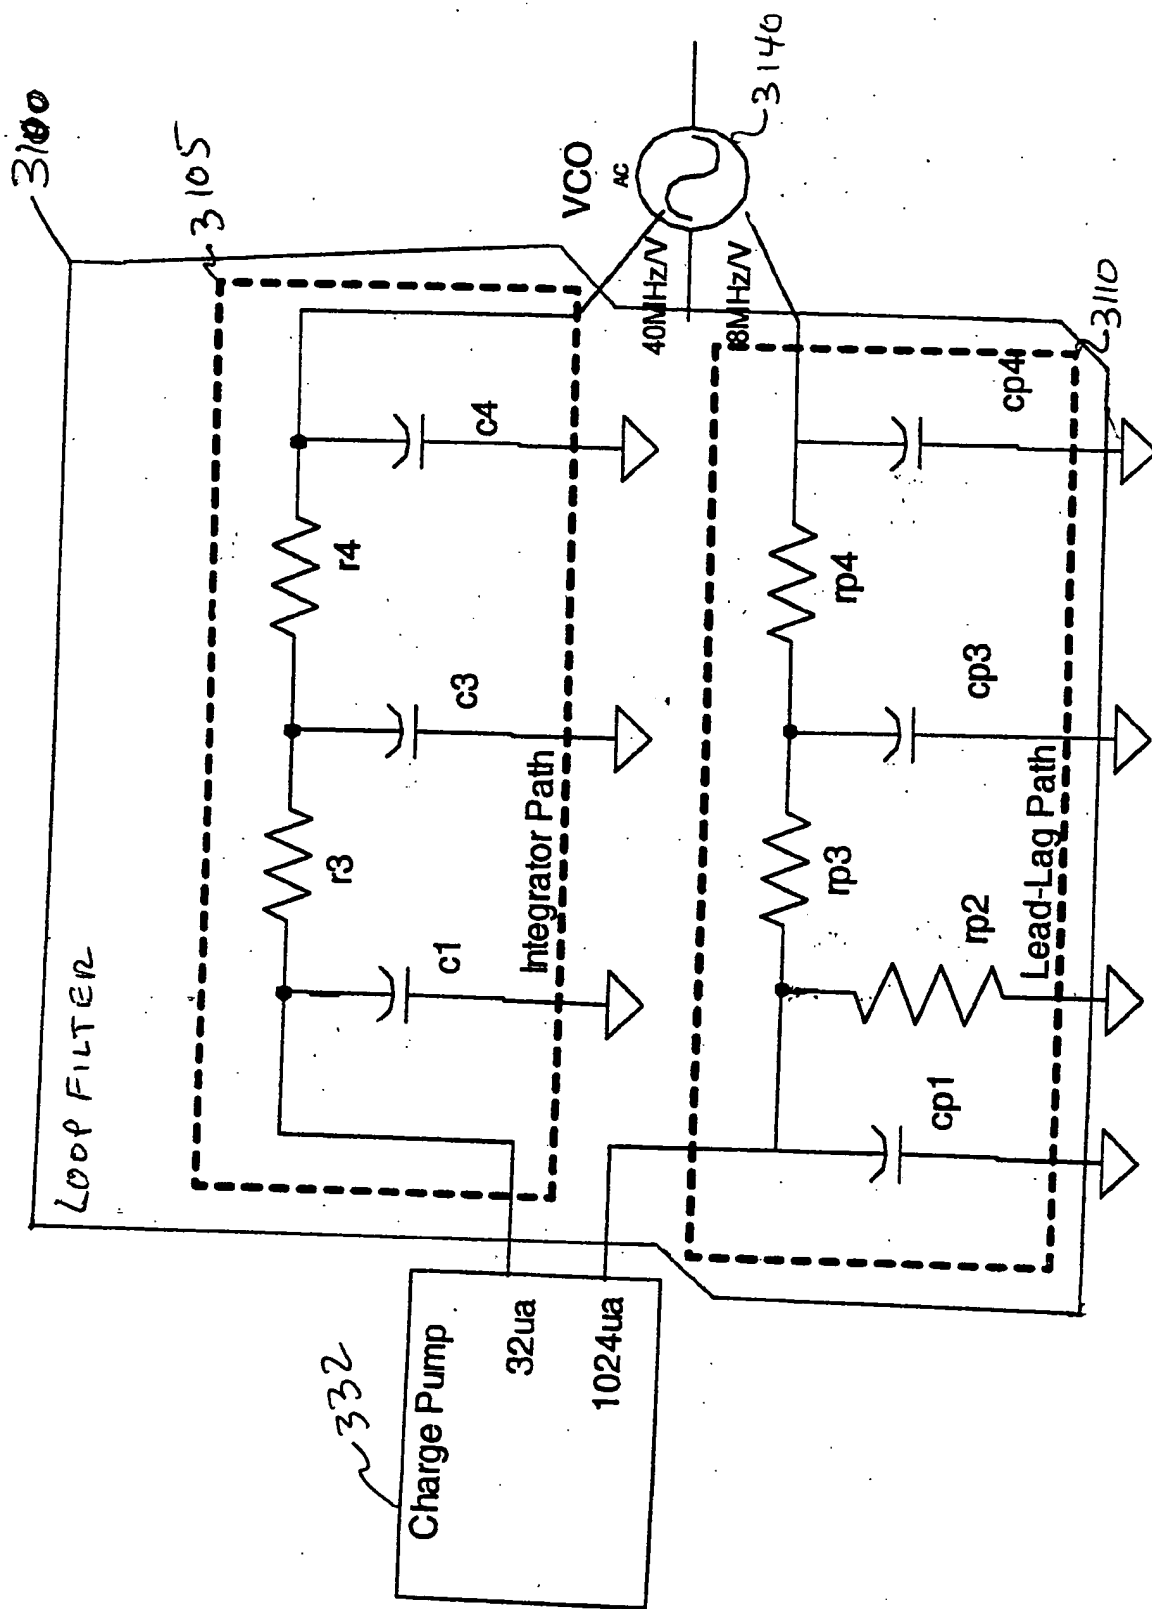 3100
3105
LOOP FILTER
r3
r4
c1
c3
c4
Integrator Path
VCO
AC
3140
40MHz/V
8MHz/V
332
Charge Pump
32ua
1024ua
rp3
rp4
cp1
rp2
cp3
cp4
Lead-Lag Path
3110